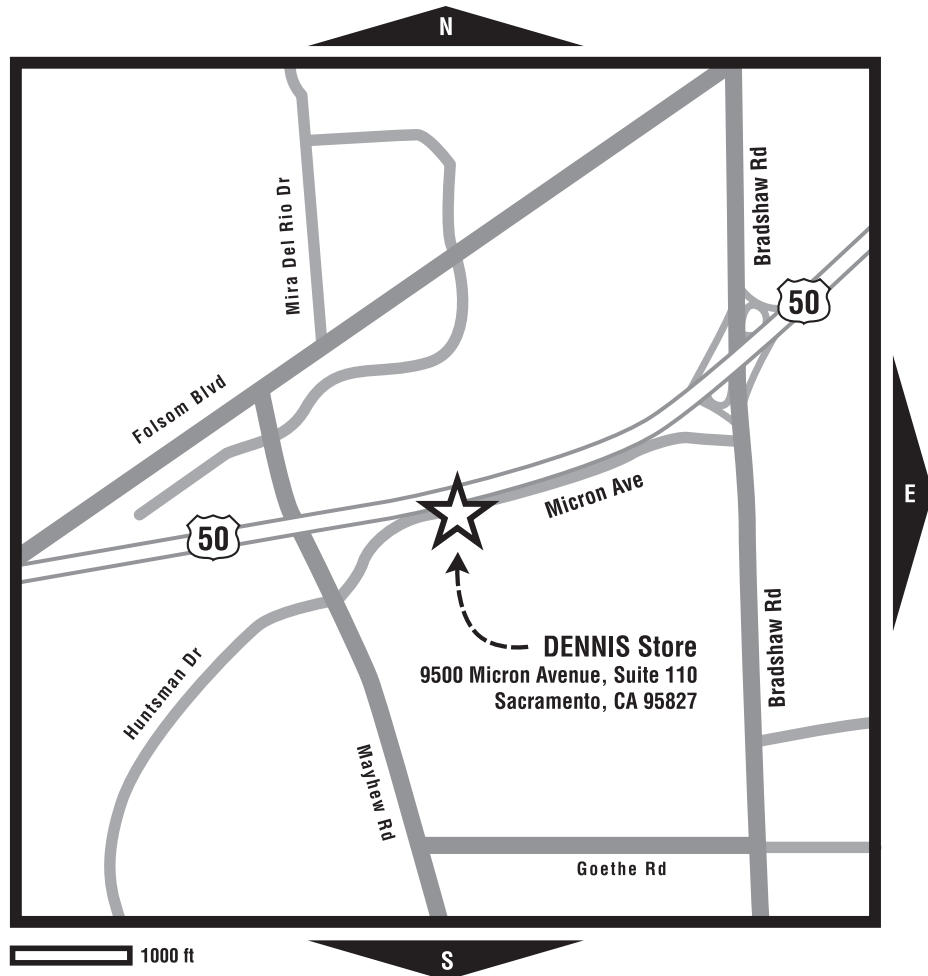 N
Mira Del Rio Dr
Bradshaw Rd
50
Folsom Blvd
Micron Ave
E
50
DENNIS Store
9500 Micron Avenue, Suite 110
Sacramento, CA 95827
Bradshaw Rd
Huntsman Dr
Mayhew Rd
Goethe Rd
1000 ft
S